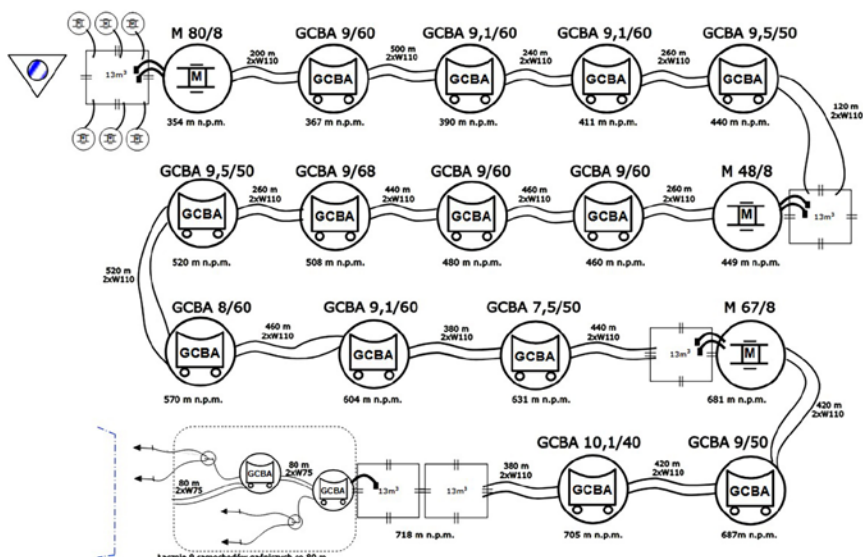 M 80/8 GCBA 9/60 GCBA 9,1/60 GCBA 9,1/60 GCBA 9,5/50
200 m 500 m 240 m 260 m
2xW110 2xW110 2xW110 2xW110
13m³ M GCBA GCBA GCBA GCBA
120 m
2xW110
354 m n.p.m. 367 m n.p.m. 390 m n.p.m. 411 m n.p.m. 440 m n.p.m.
GCBA 9,5/50 GCBA 9/68 GCBA 9/60 GCBA 9/60 M 48/8
260 m 440 m 460 m 260 m
2xW110 2xW110 2xW110 2xW110
GCBA GCBA GCBA GCBA M 13m³
520 m n.p.m. 508 m n.p.m. 480 m n.p.m. 460 m n.p.m. 449 m n.p.m.
520 m
2xW110
GCBA 8/60 GCBA 9,1/60 GCBA 7,5/50 M 67/8
460 m 380 m 440 m
2xW110 2xW110 2xW110
GCBA GCBA GCBA 13m³ M
570 m n.p.m. 604 m n.p.m. 631 m n.p.m. 681 m n.p.m.
420 m
2xW110
GCBA 10,1/40 GCBA 9/50
80 m 380 m 420 m
2xW75 2xW110 2xW110
GCBA GCBA 13m³ 13m³ GCBA GCBA
80 m
2xW75
718 m n.p.m. 705 m n.p.m. 687m n.p.m.